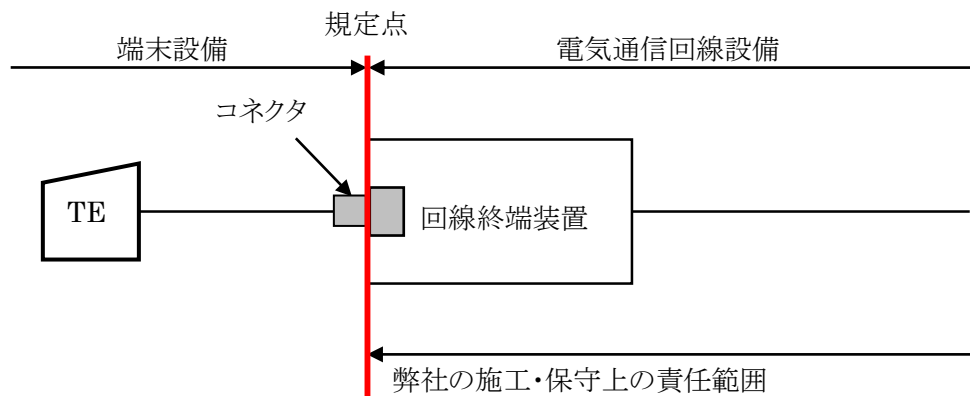 規定点
端末設備
電気通信回線設備
コネクタ
TE
回線終端装置
弊社の施工・保守上の責任範囲